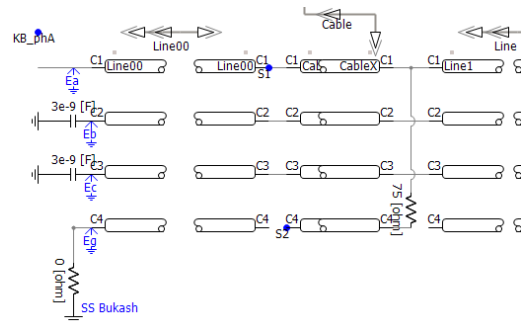 KB_phA
Line00
Cable
Line
C1 Line00
Line00 C1
S1
C1 Cat
CableX C1
C1 Line1
Ea
3e-9 [F]
C2
C2
C2
C2
C2
Eb
3e-9 [F]
C3
C3
C3
C3
C3
Ec
75 [ohm]
C4
C4
C4
C4
C4
Eg
S2
0 [ohm]
SS Bukash